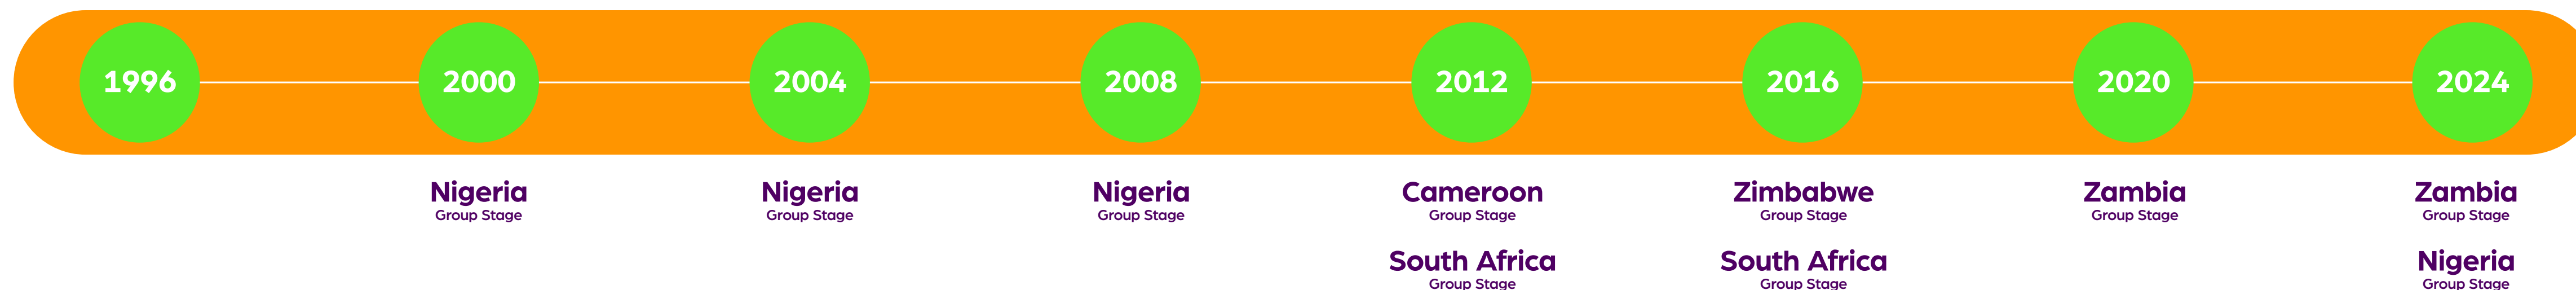 1996 2000 2004 2008 2012 2016 2020 2024
Nigeria Nigeria Nigeria Cameroon Zimbabwe Zambia Zambia
Group Stage Group Stage Group Stage Group Stage Group Stage Group Stage Group Stage
South Africa South Africa Nigeria
Group Stage Group Stage Group Stage